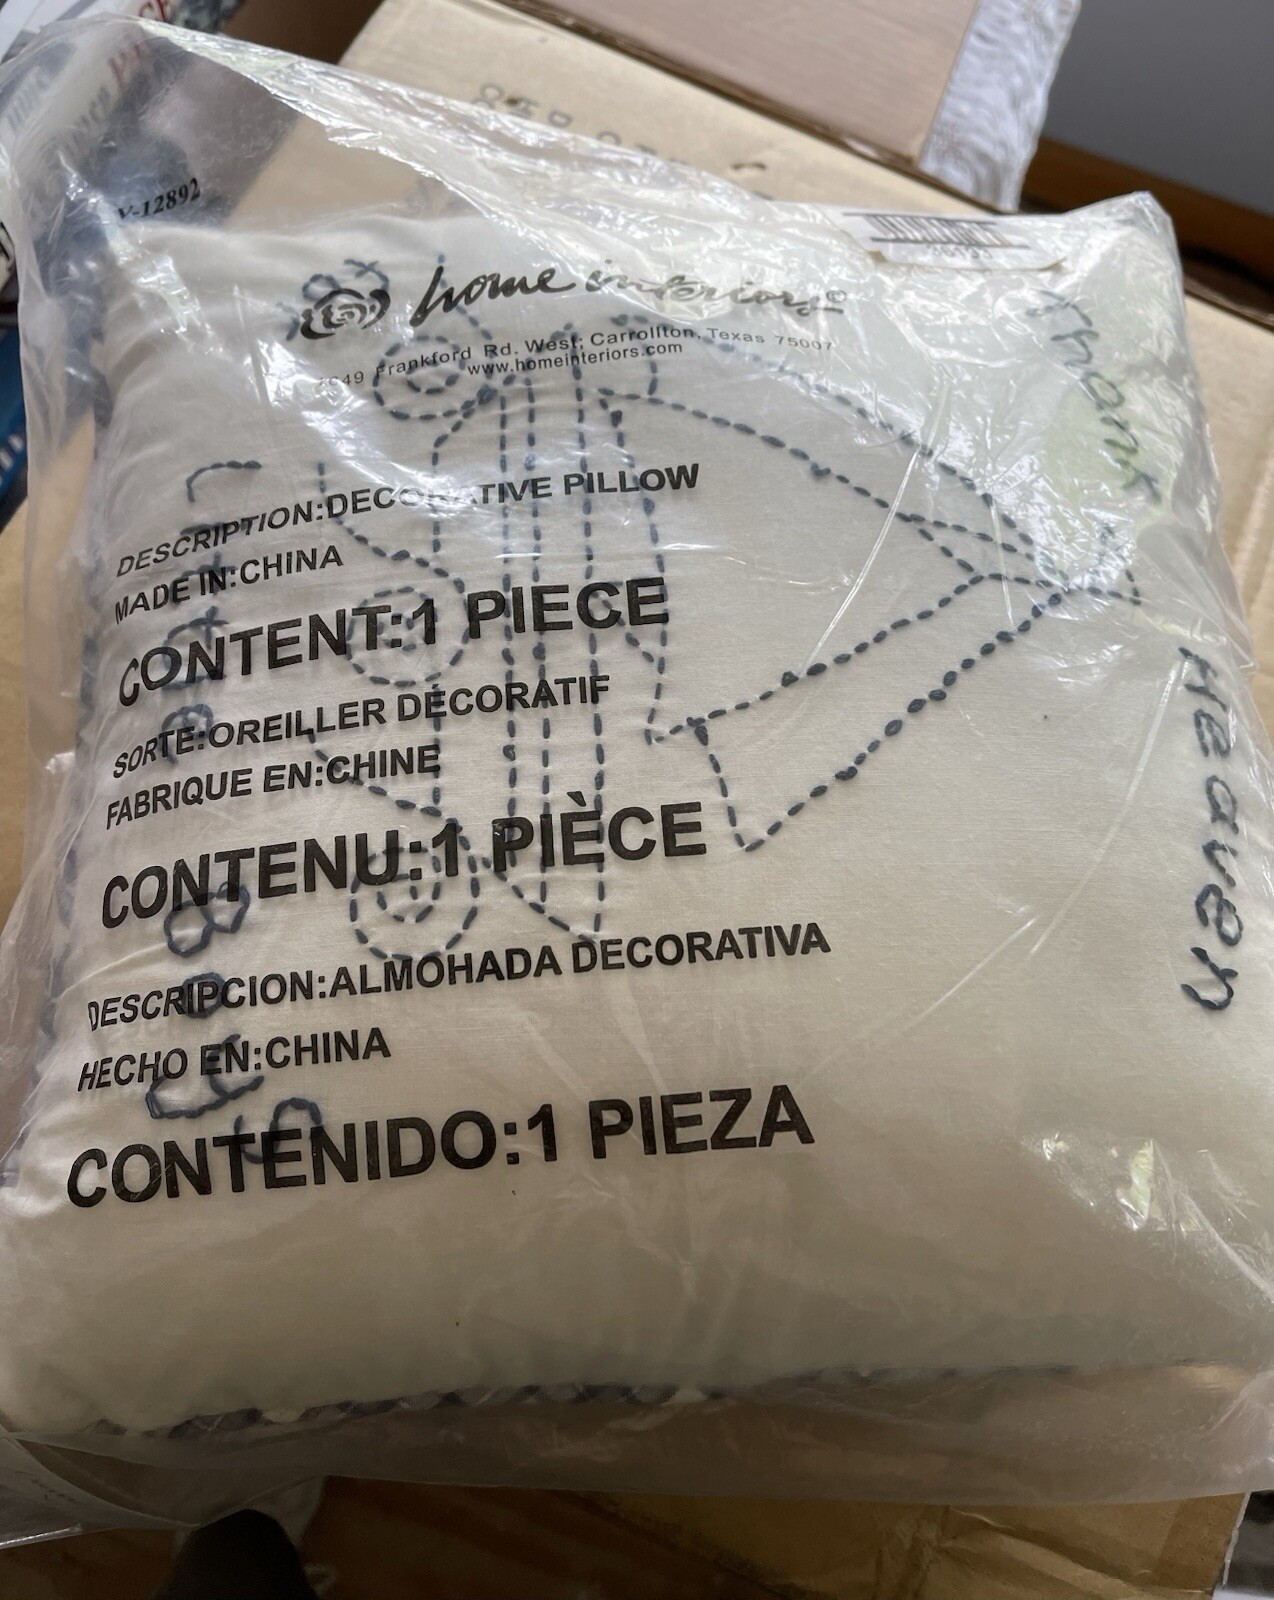 V-12892
home interiors©
Frankford Rd. West; Carrollton, Texas 75007
www.homeinteriors.com
DESCRIPTION:DECORATIVE PILLOW
MADE IN:CHINA
CONTENT:1 PIECE
SORTE:OREILLER DÉCORATIF
FABRIQUE EN:CHINE
CONTENU:1 PIÈCE
DESCRIPCION:ALMOHADA DECORATIVA
HECHO EN:CHINA
CONTENIDO:1 PIEZA
Thank
Heaven